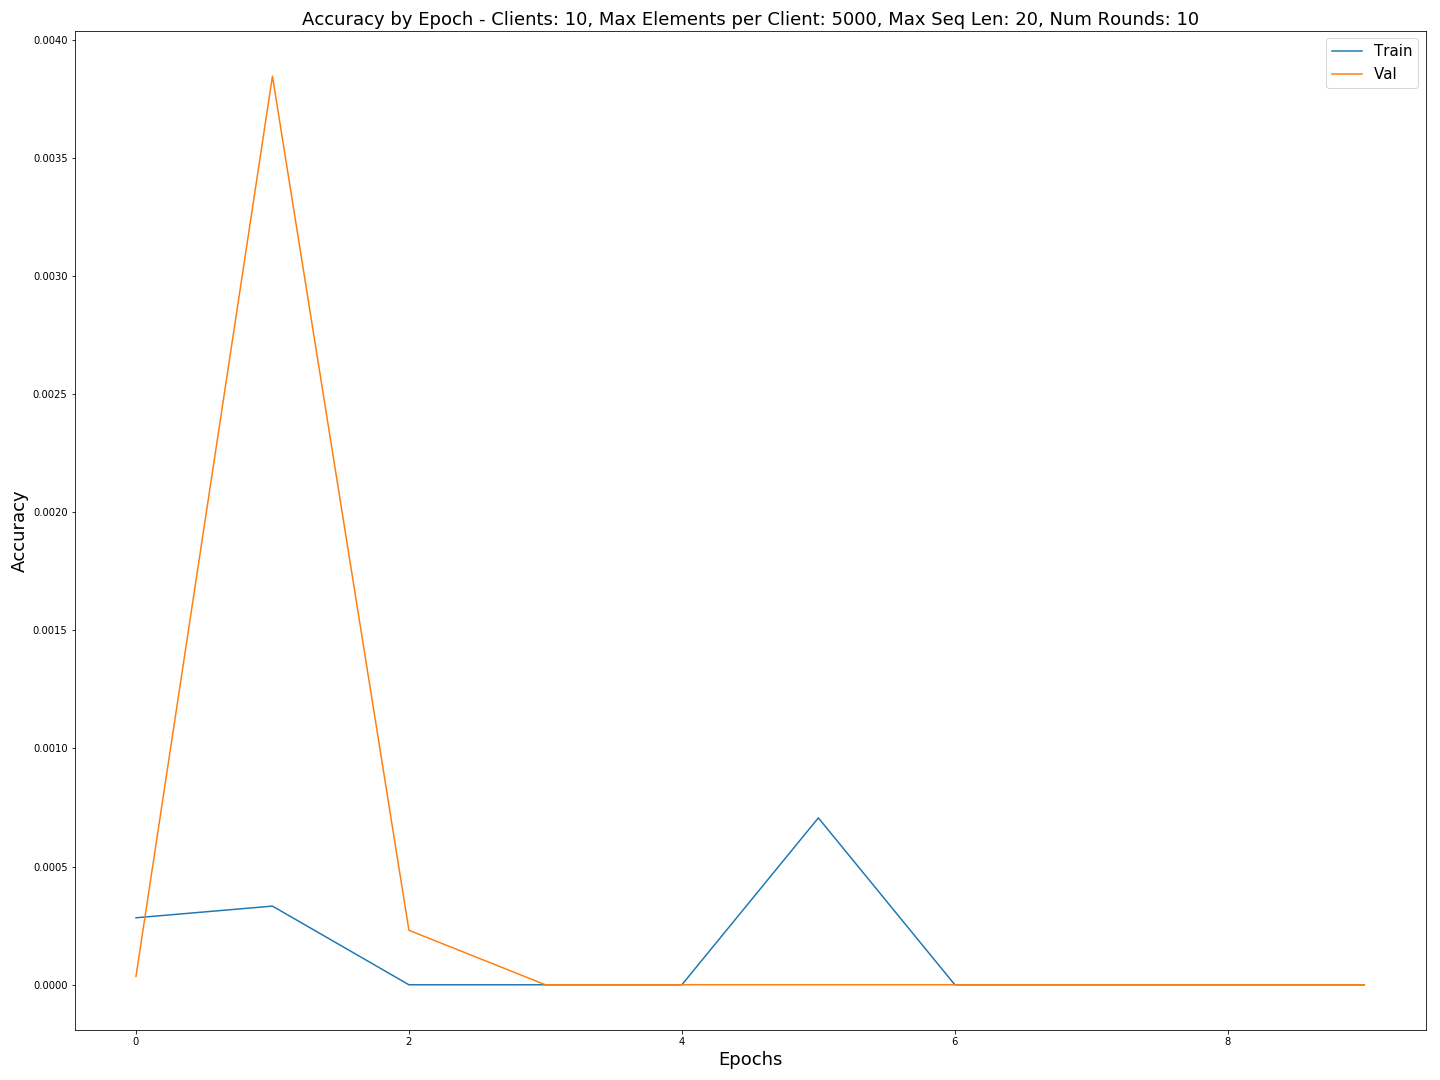 Accuracy by Epoch - Clients: 10, Max Elements per Client: 5000, Max Seq Len: 20, Num Rounds: 10
Train
Val
0.0040
0.0035
0.0030
0.0025
0.0020
0.0015
0.0010
0.0005
0.0000
Accuracy
0 2 4 6 8
Epochs